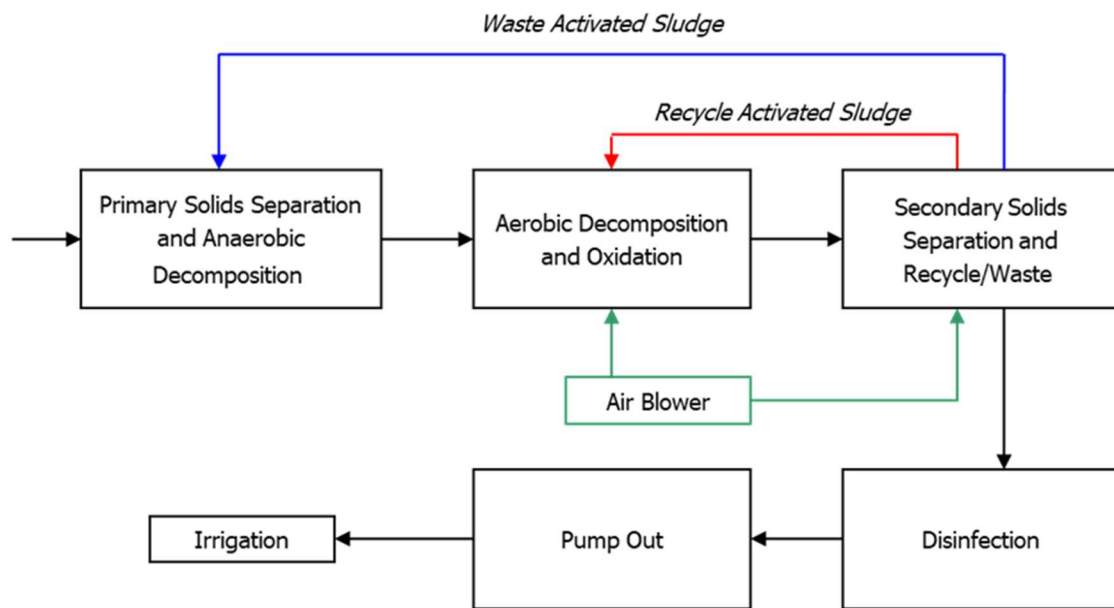 Waste Activated Sludge
Recycle Activated Sludge
Primary Solids Separation
and Anaerobic
Decomposition
Aerobic Decomposition
and Oxidation
Secondary Solids
Separation and
Recycle/Waste
Air Blower
Irrigation
Pump Out
Disinfection